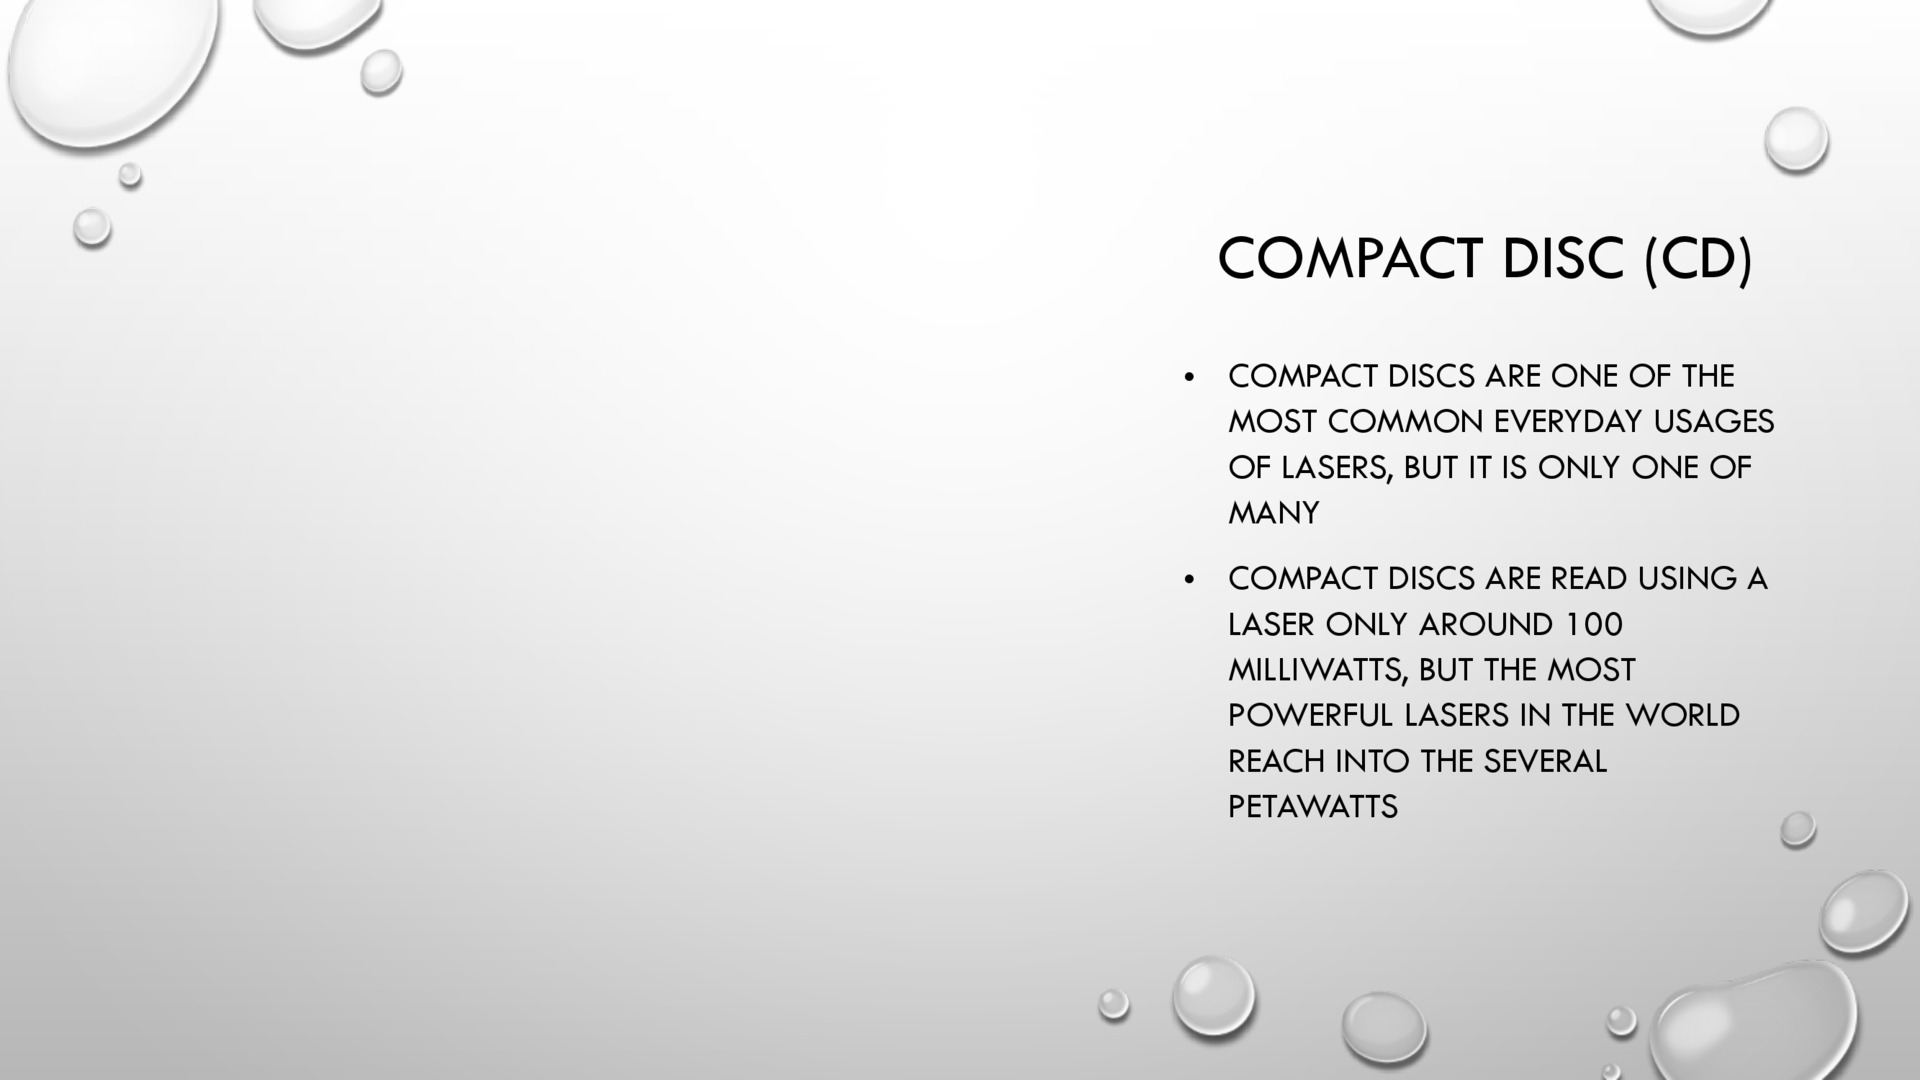 COMPACT DISC (CD)
• COMPACT DISCS ARE ONE OF THE
MOST COMMON EVERYDAY USAGES
OF LASERS, BUT IT IS ONLY ONE OF
MANY
• COMPACT DISCS ARE READ USING A
LASER ONLY AROUND 100
MILLIWATTS, BUT THE MOST
POWERFUL LASERS IN THE WORLD
REACH INTO THE SEVERAL
PETAWATTS